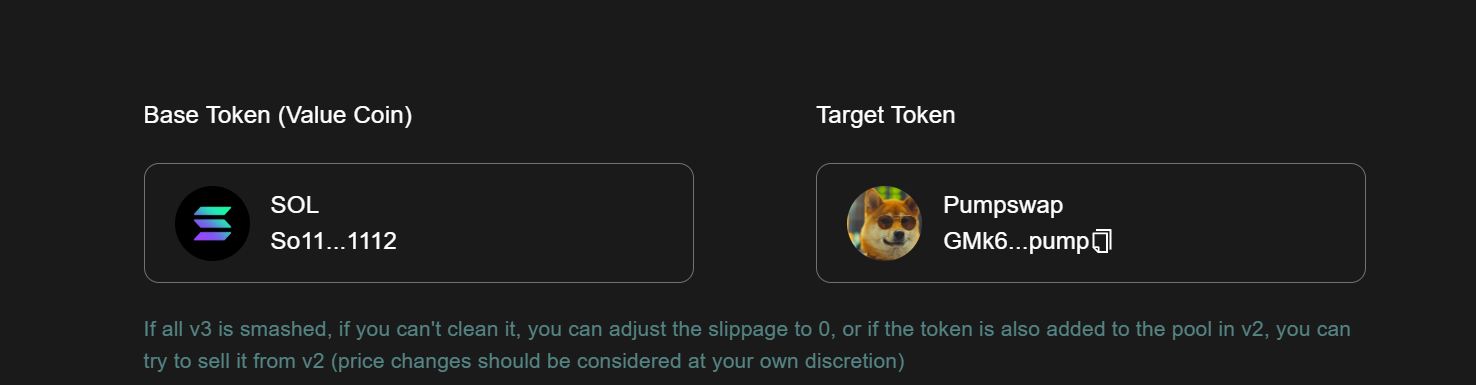 Base Token (Value Coin)
Target Token
SOL
So11...1112
Pumpswap
GMk6...pump
If all v3 is smashed, if you can't clean it, you can adjust the slippage to 0, or if the token is also added to the pool in v2, you can
try to sell it from v2 (price changes should be considered at your own discretion)